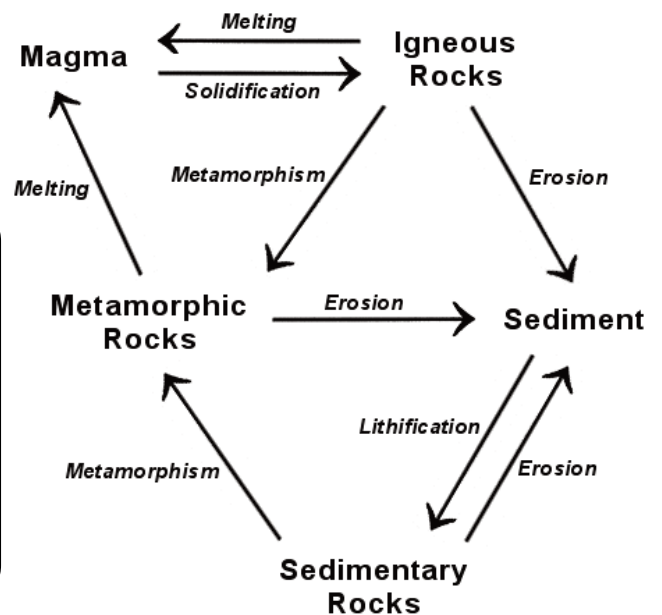 Melting
Magma
Igneous
Rocks
Solidification
Metamorphism
Erosion
Melting
Metamorphic
Rocks
Erosion
Sediment
Lithification
Erosion
Metamorphism
Sedimentary
Rocks